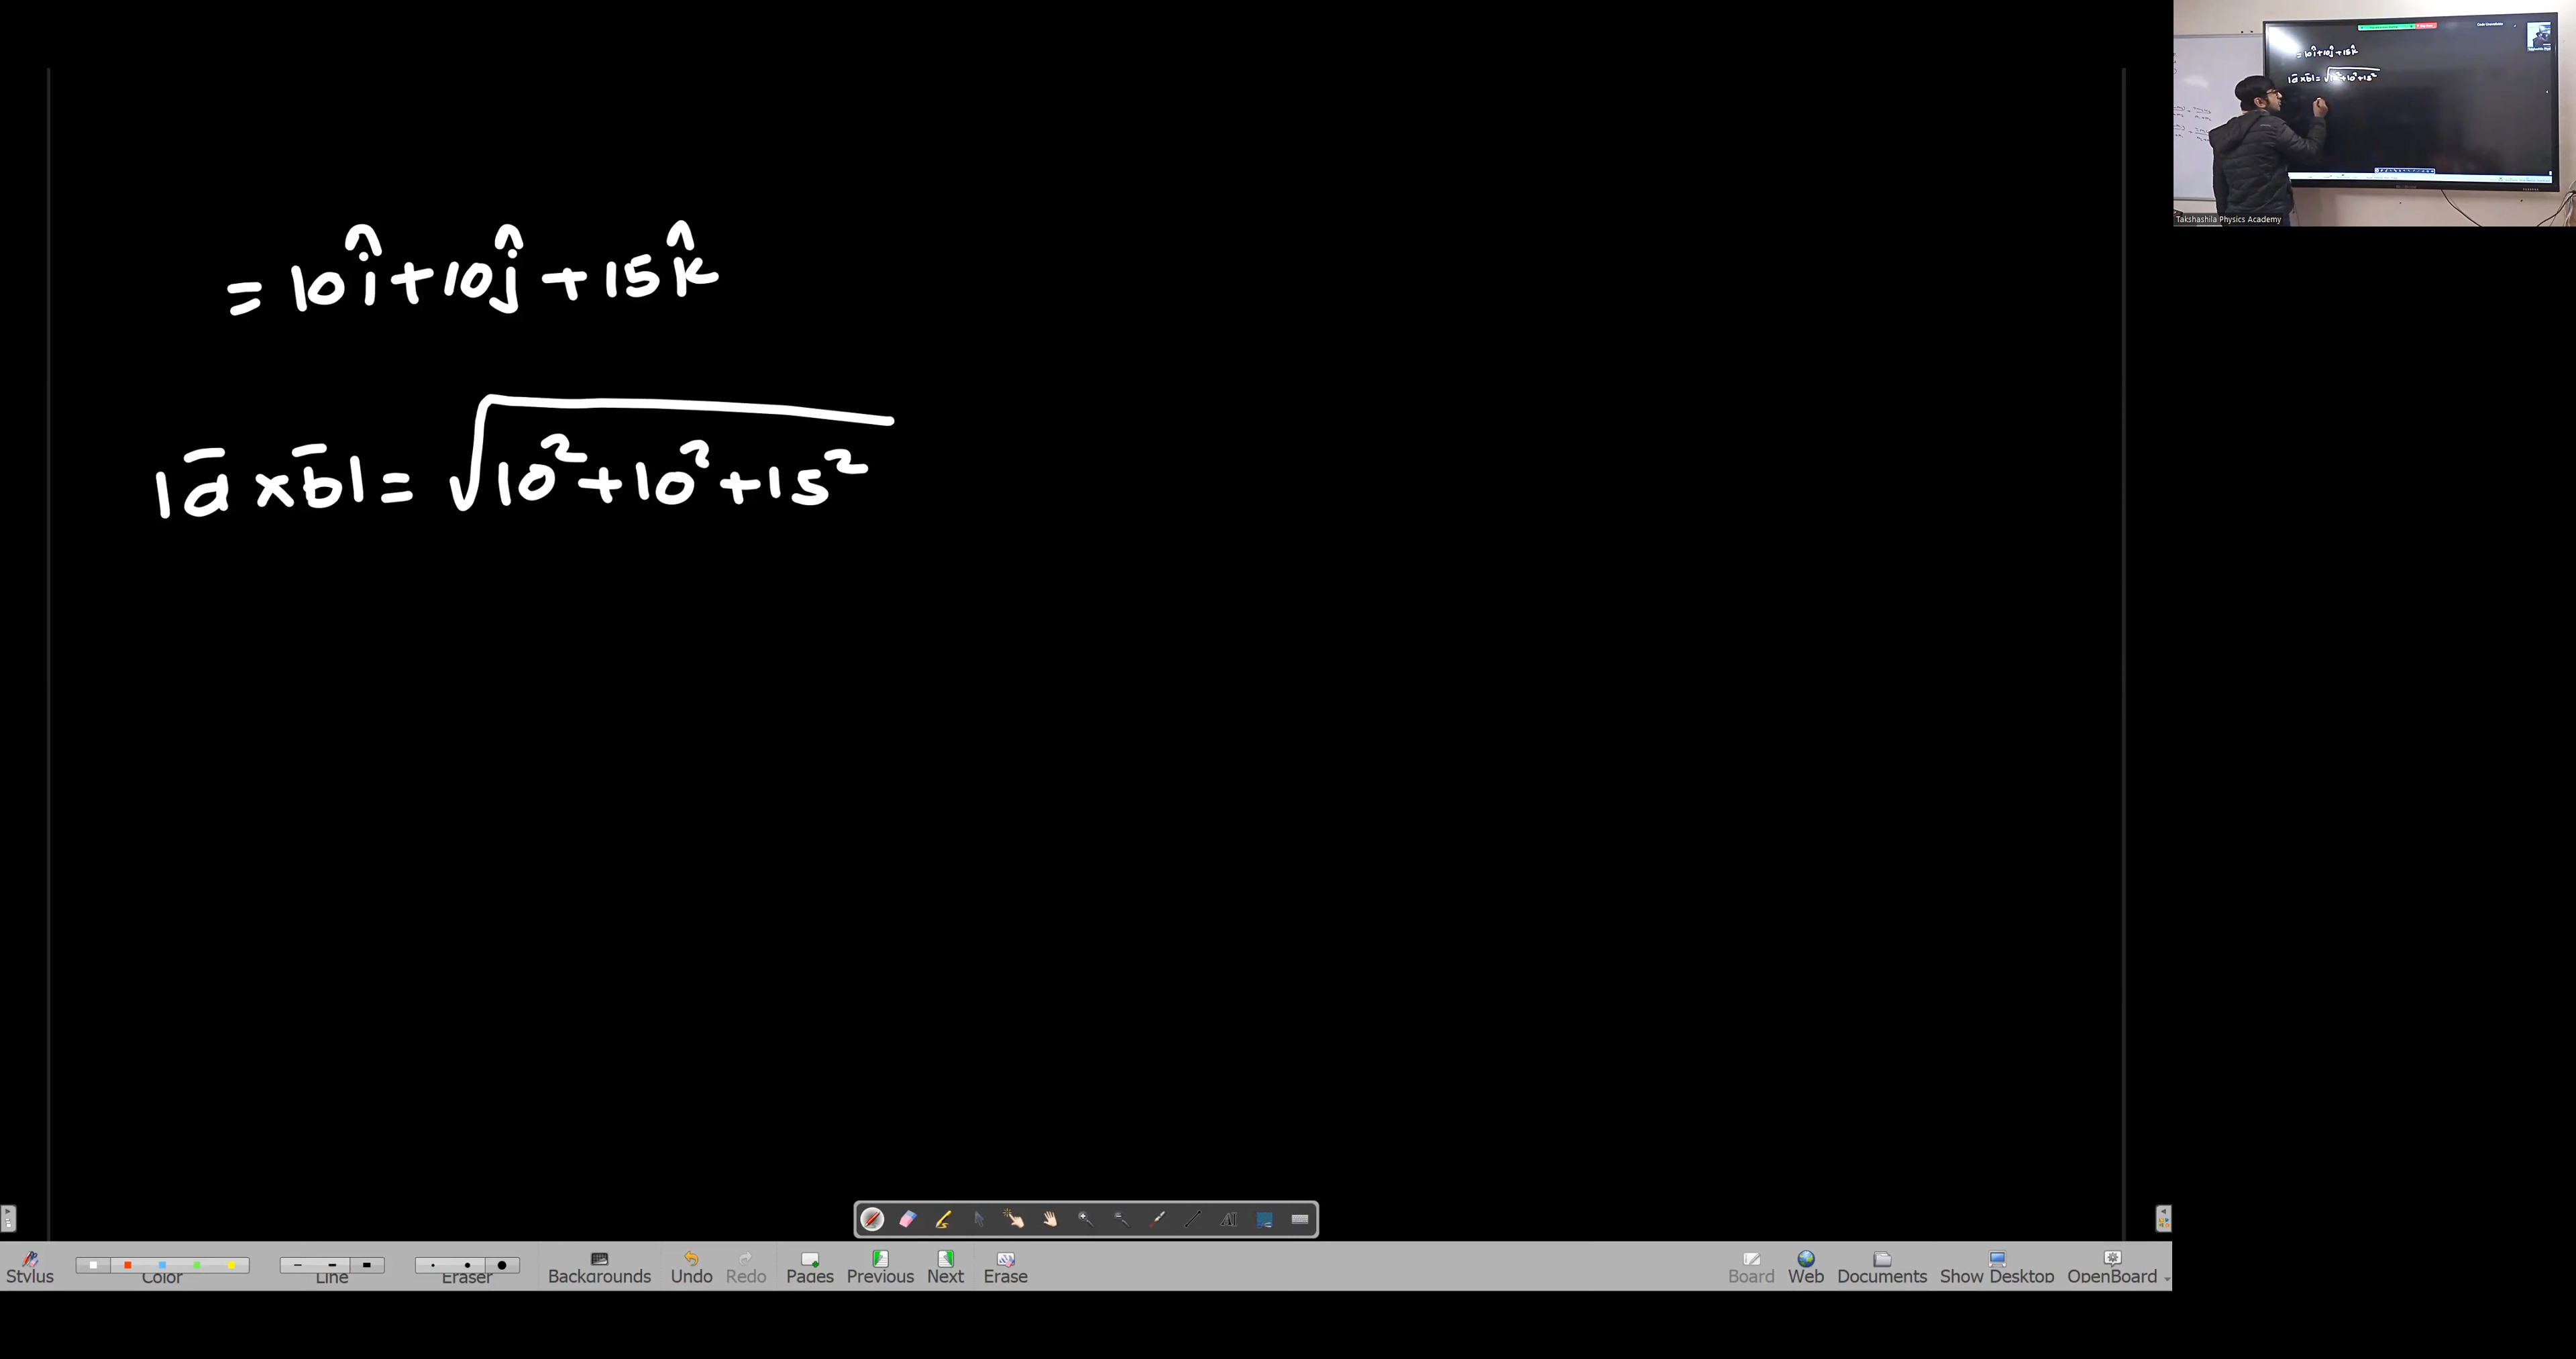 = 10î + 10ĵ + 15k̂
|a̅ × b̅| = √10² + 10² + 15²
Takshashila Physics Academy
Stylus
Color
Line
Eraser
Backgrounds
Undo
Redo
Pages
Previous
Next
Erase
Board
Web
Documents
Show Desktop
OpenBoard